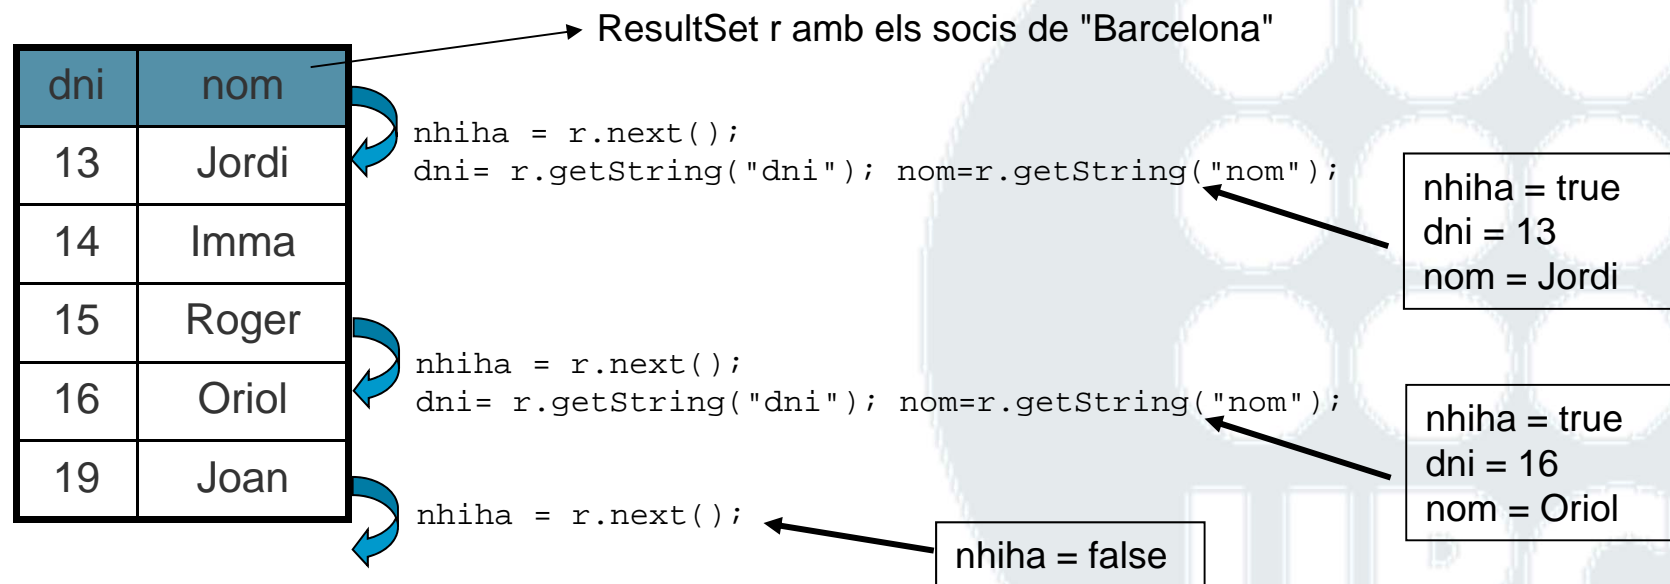 ResultSet r amb els socis de "Barcelona"
dni nom
13 Jordi
14 Imma
15 Roger
16 Oriol
19 Joan
nhiha = r.next();
dni= r.getString("dni"); nom=r.getString("nom");
nhiha = true
dni = 13
nom = Jordi
nhiha = r.next();
dni= r.getString("dni"); nom=r.getString("nom");
nhiha = true
dni = 16
nom = Oriol
nhiha = r.next();
nhiha = false